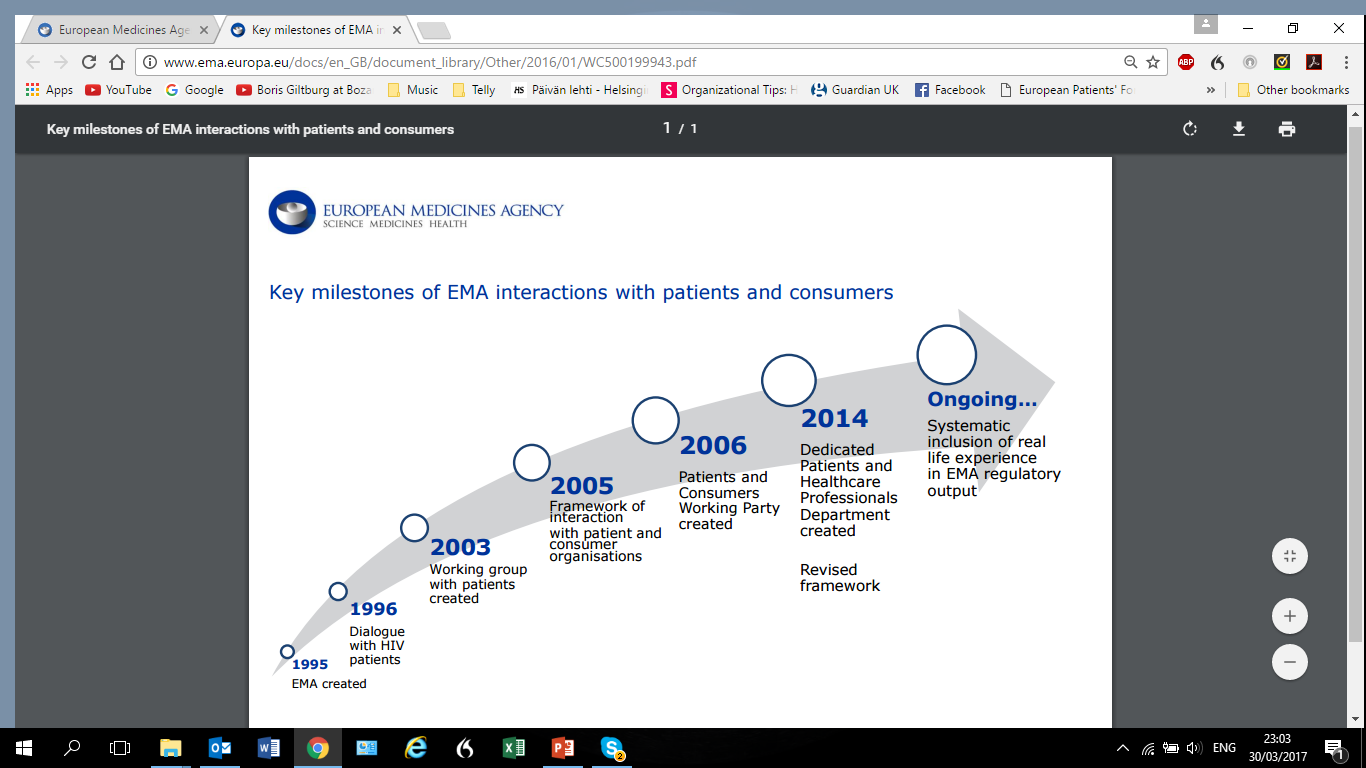 European Medicines Age
Key milestones of EMA in
www.ema.europa.eu/docs/en_GB/document_library/Other/2016/01/WC500199943.pdf
ABP
Apps YouTube Google Boris Giltburg at Boza Music Telly HS Päivän lehti - Helsingi S Organizational Tips: H Guardian UK Facebook European Patients' Fo » Other bookmarks
Key milestones of EMA interactions with patients and consumers 1 / 1
EUROPEAN MEDICINES AGENCY
SCIENCE MEDICINES HEALTH
Key milestones of EMA interactions with patients and consumers
1995
EMA created
1996
Dialogue
with HIV
patients
2003
Working group
with patients
created
2005
Framework of
interaction
with patient and
consumer
organisations
2006
Patients and
Consumers
Working Party
created
2014
Dedicated
Patients and
Healthcare
Professionals
Department
created
Revised
framework
Ongoing...
Systematic
inclusion of real
life experience
in EMA regulatory
output
2
ENG
23:03
30/03/2017
1